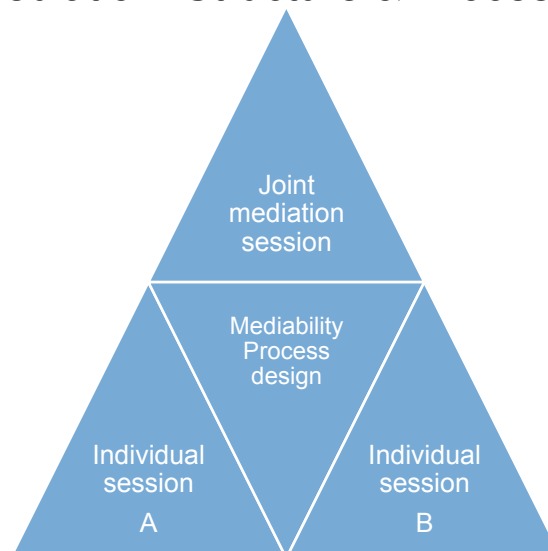 Joint
mediation
session
Mediability
Process
design
Individual
session
A
Individual
session
B